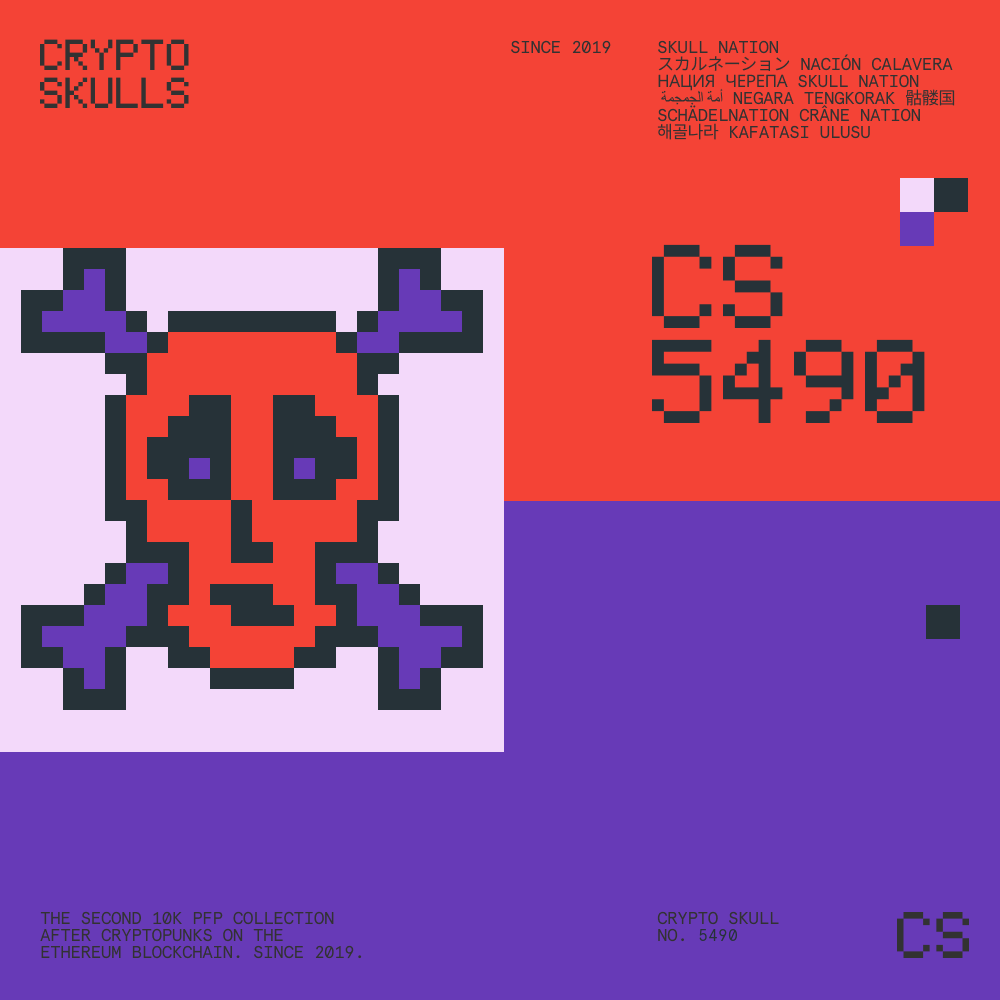 CRYPTO
SKULLS
SINCE 2019
SKULL NATION
スカルネーション NACIÓN CALAVERA
НАЦИЯ ЧЕРЕПА SKULL NATION
أمة الجمجمة NEGARA TENGKORAK 骷髅国
SCHÄDELNATION CRÂNE NATION
해골나라 KAFATASI ULUSU
CS
5490
THE SECOND 10K PFP COLLECTION
AFTER CRYPTOPUNKS ON THE
ETHEREUM BLOCKCHAIN. SINCE 2019.
CRYPTO SKULL
NO. 5490
CS